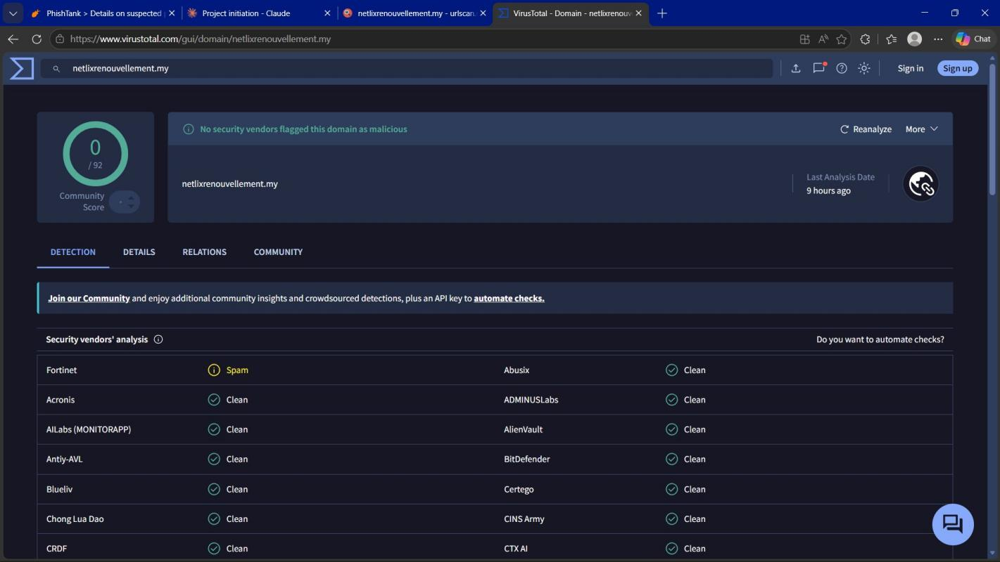 PhishTank > Details on suspected
Project initiation - Claude
netlixrenouvellement.my - urlscan.
VirusTotal - Domain - netlixrenouv
https://www.virustotal.com/gui/domain/netlixrenouvellement.my
Chat
netlixrenouvellement.my
Sign in
Sign up
0
/ 92
Community
Score
No security vendors flagged this domain as malicious
Reanalyze
More
netlixrenouvellement.my
Last Analysis Date
9 hours ago
DETECTION DETAILS RELATIONS COMMUNITY
Join our Community and enjoy additional community insights and crowdsourced detections, plus an API key to automate checks.
Security vendors' analysis
Do you want to automate checks?
Fortinet Spam Abusix Clean
Acronis Clean ADMINUSLabs Clean
AILabs (MONITORAPP) Clean AlienVault Clean
Antiy-AVL Clean BitDefender Clean
Blueliv Clean Certego Clean
Chong Lua Dao Clean CINS Army Clean
CRDF Clean CTX AI Clean